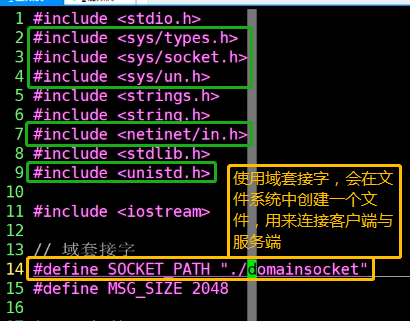 1 #include <stdio.h>
2 #include <sys/types.h>
3 #include <sys/socket.h>
4 #include <sys/un.h>
5 #include <strings.h>
6 #include <string.h>
7 #include <netinet/in.h>
8 #include <stdlib.h>
9 #include <unistd.h>
10
11 #include <iostream>
12
13 // 域套接字
14 #define SOCKET_PATH "./domainsocket"
15 #define MSG_SIZE 2048
16
使用域套接字，会在文
件系统中创建一个文
件，用来连接客户端与
服务端